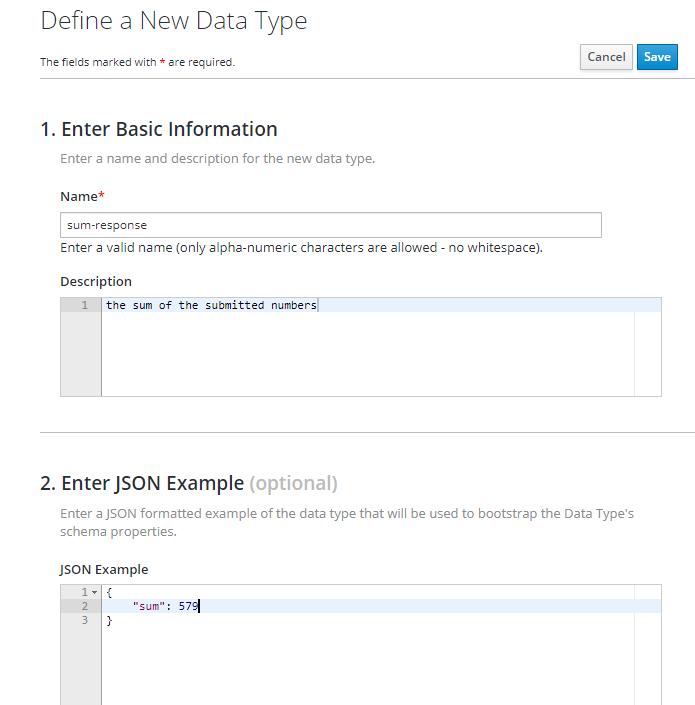 Define a New Data Type
The fields marked with * are required.
Cancel
Save
1. Enter Basic Information
Enter a name and description for the new data type.
Name*
sum-response
Enter a valid name (only alpha-numeric characters are allowed - no whitespace).
Description
1 the sum of the submitted numbers
2. Enter JSON Example (optional)
Enter a JSON formatted example of the data type that will be used to bootstrap the Data Type's
schema properties.
JSON Example
1 {
2 "sum": 579
3 }